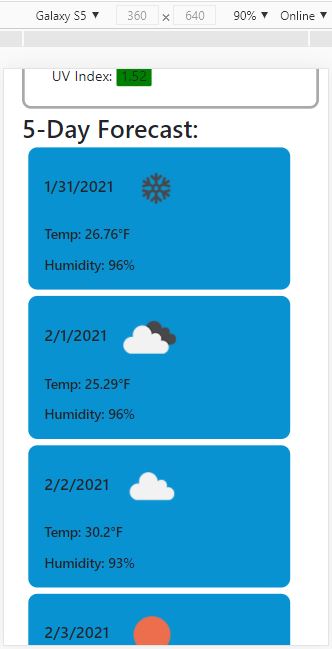 Galaxy S5 ▼ 360 x 640 90% ▼ Online ▼
UV Index: 1.52
5-Day Forecast:
1/31/2021
Temp: 26.76°F
Humidity: 96%
2/1/2021
Temp: 25.29°F
Humidity: 96%
2/2/2021
Temp: 30.2°F
Humidity: 93%
2/3/2021